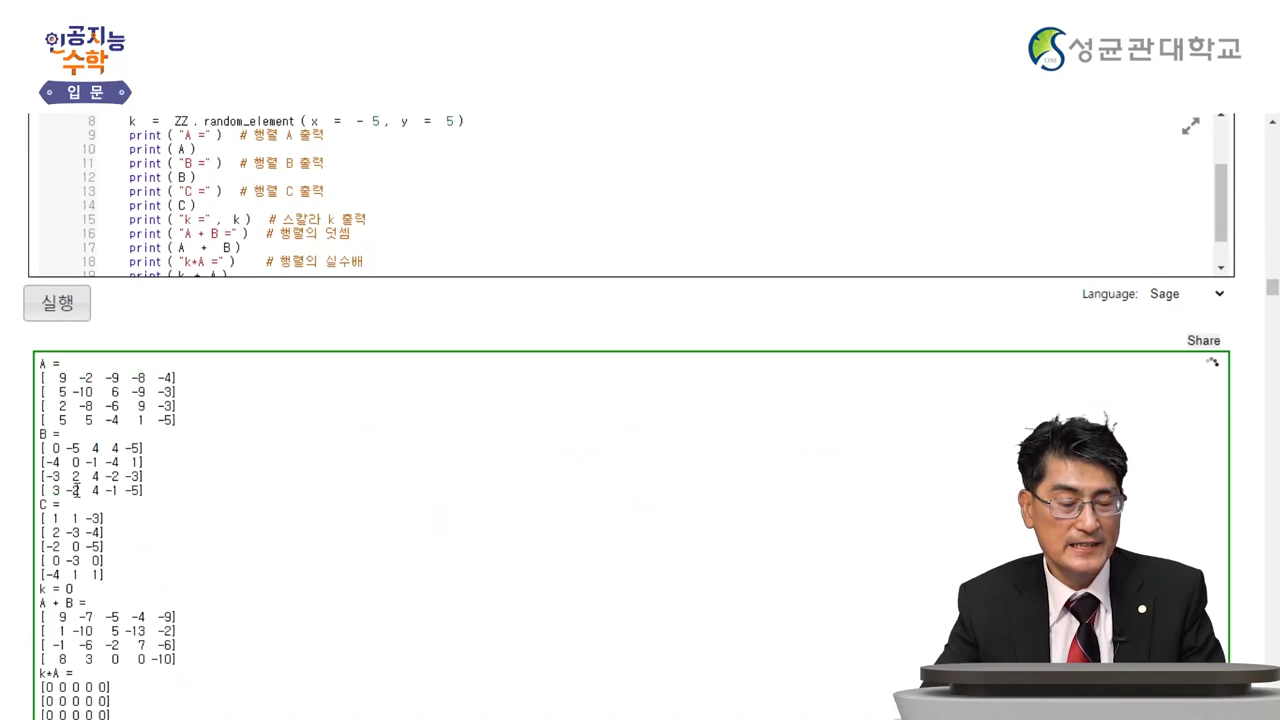 인공지능
수학
입 문
성균관대학교
8 k = ZZ.random_element(x = -5, y = 5)
9 print("A =") # 행렬 A 출력
10 print(A)
11 print("B =") # 행렬 B 출력
12 print(B)
13 print("C =") # 행렬 C 출력
14 print(C)
15 print("k =", k) # 스칼라 k 출력
16 print("A + B =") # 행렬의 덧셈
17 print(A + B)
18 print("k*A =") # 행렬의 실수배
19 print(k * A)
실행
Language: Sage
Share
A =
[ 9 -2 -9 -8 -4]
[ 5 -10 6 -9 -3]
[ 2 -8 -6 9 -3]
[ 5 5 -4 1 -5]
B =
[ 0 -5 4 4 -5]
[-4 0 -1 -4 1]
[-3 2 4 -2 -3]
[ 3 -2 4 -1 -5]
C =
[ 1 1 -3]
[ 2 -3 -4]
[-2 0 -5]
[ 0 -3 0]
[-4 1 1]
k = 0
A + B =
[ 9 -7 -5 -4 -9]
[ 1 -10 5 -13 -2]
[ -1 -6 -2 7 -6]
[ 8 3 0 0 -10]
k*A =
[0 0 0 0 0]
[0 0 0 0 0]
[0 0 0 0 0]